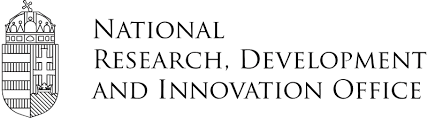 National
Research, Development
and Innovation Office